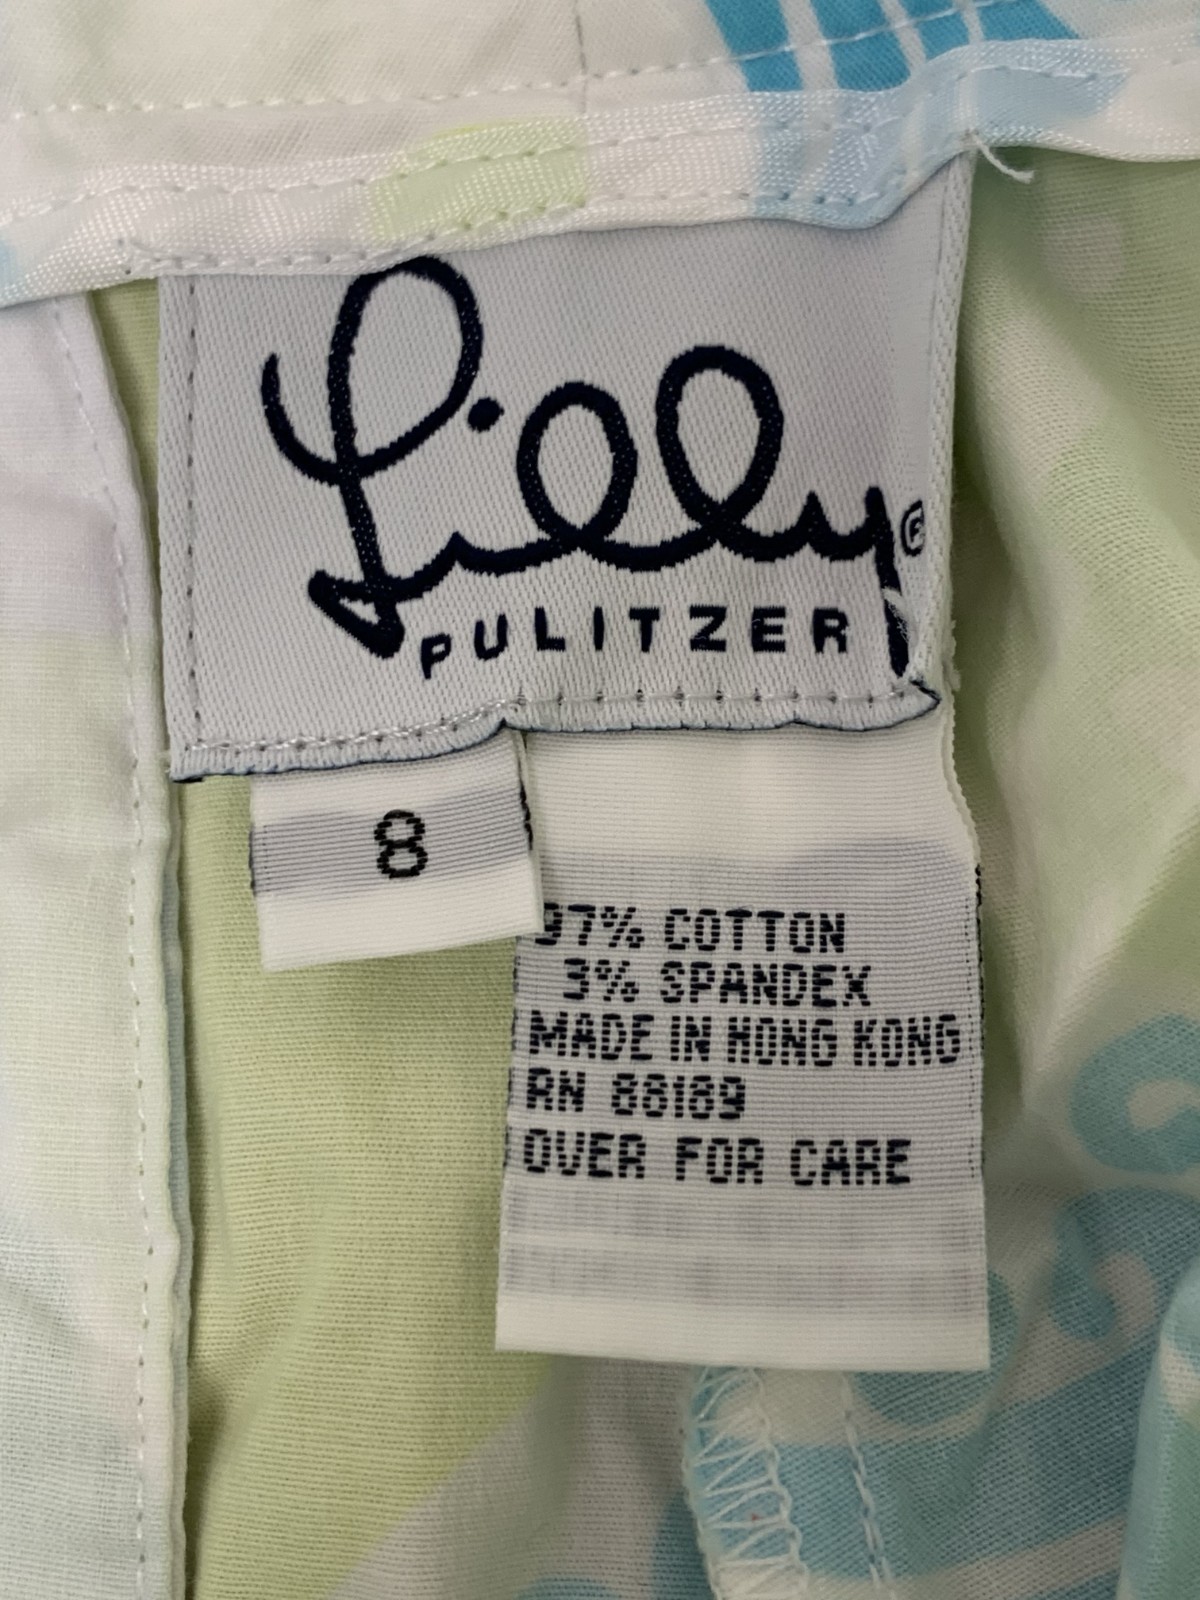 Lilly®
PULITZER
8
97% COTTON
3% SPANDEX
MADE IN HONG KONG
RN 88189
OVER FOR CARE